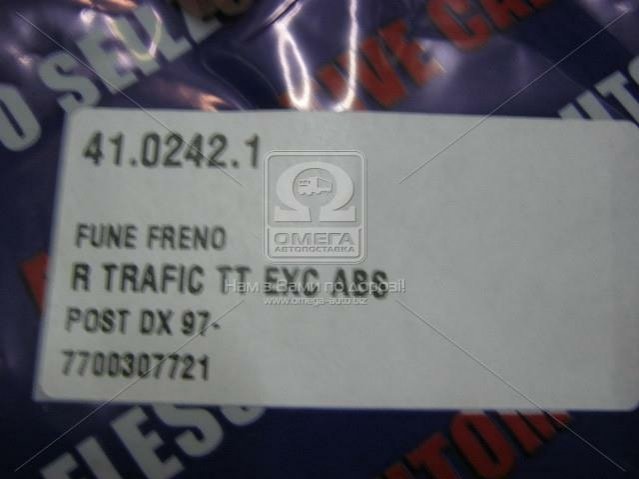 41.0242.1
FUNE FRENO
R TRAFIC TT EXC ABS
POST DX 97-
7700307721
ОМЕГА
АВТОПОСТАВКА
Нам з Вами по дорозі!
www.omega-auto.biz